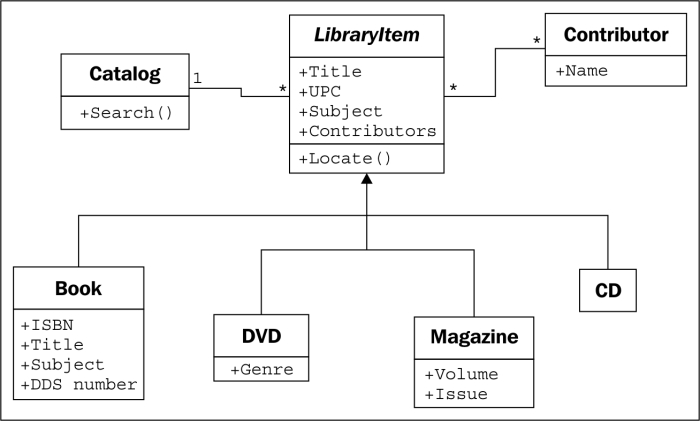 LibraryItem
+Title
+UPC
+Subject
+Contributors
+Locate()
Catalog
+Search()
1
*
*
*
Contributor
+Name
Book
+ISBN
+Title
+Subject
+DDS number
DVD
+Genre
Magazine
+Volume
+Issue
CD